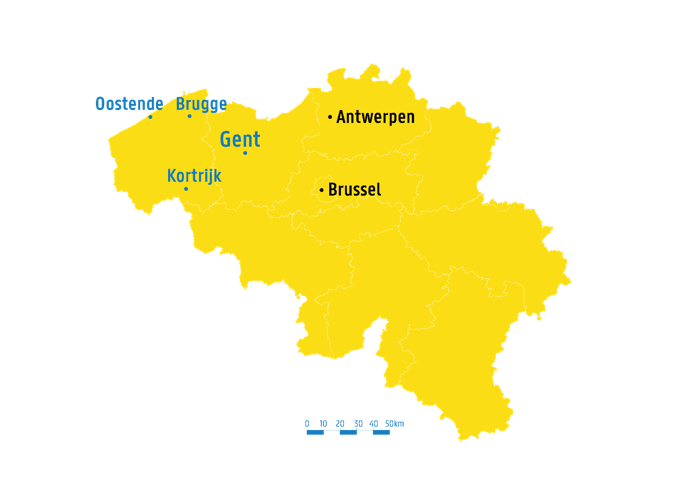 Oostende
Brugge
Antwerpen
Gent
Kortrijk
Brussel
0 10 20 30 40 50km